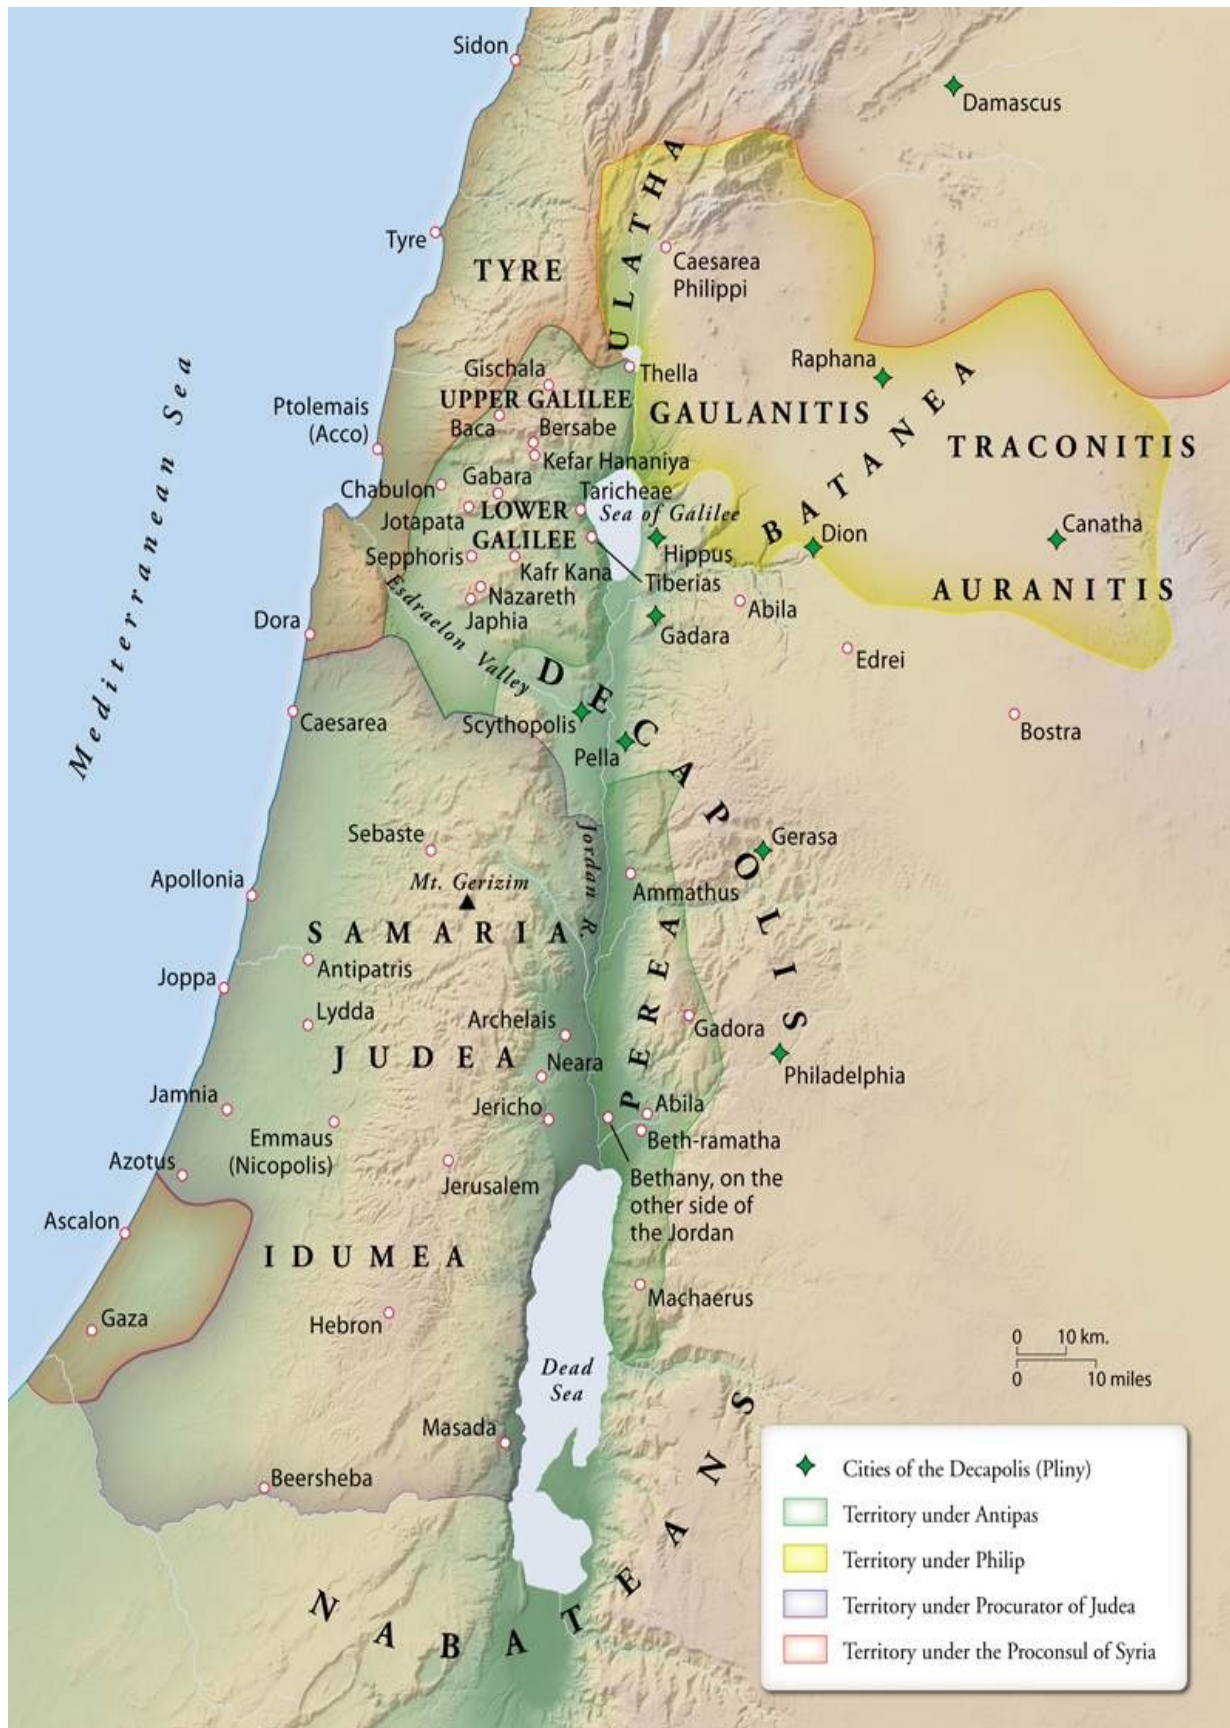 Sidon
Damascus
ULATHA
Tyre
TYRE
Caesarea
Philippi
Mediterranean Sea
Gischala
Thella
Raphana
UPPER GALILEE
GAULANITIS
BATANEA
TRACONITIS
Ptolemais
(Acco)
Baca
Bersabe
Kefar Hananiya
Chabulon
Gabara
Taricheae
Jotapata
LOWER
GALILEE
Sea of Galilee
Hippus
Dion
Canatha
Sepphoris
Kafr Kana
Tiberias
AURANITIS
Nazareth
Japhia
Abila
Dora
Gadara
Edrei
Esdraelon Valley
DECAPOLIS
Caesarea
Scythopolis
Pella
Bostra
Sebaste
Jordan R.
Gerasa
Mt. Gerizim
Apollonia
Ammathus
SAMARIA
PEREA
Antipatris
Joppa
Lydda
Archelais
Gadora
JUDEA
Neara
Philadelphia
Jamnia
Jericho
Abila
Emmaus
(Nicopolis)
Beth-ramatha
Azotus
Jerusalem
Bethany, on the
other side of
the Jordan
Ascalon
IDUMEA
Machaerus
Gaza
Hebron
0 10 km.
0 10 miles
Dead
Sea
Masada
Beersheba
NABATEANS
Cities of the Decapolis (Pliny)
Territory under Antipas
Territory under Philip
Territory under Procurator of Judea
Territory under the Proconsul of Syria